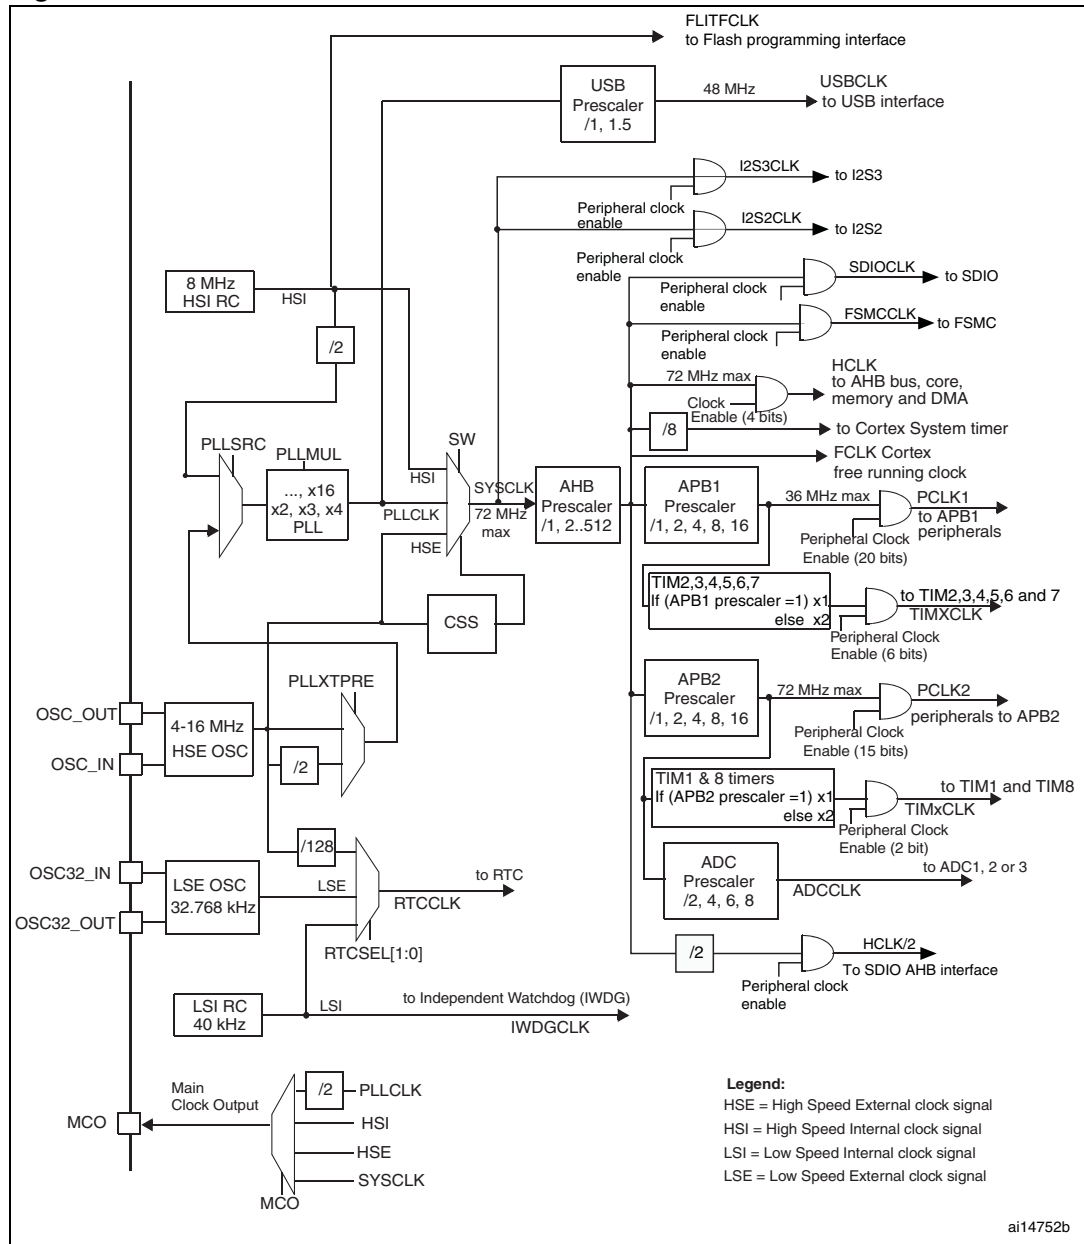 FLITFCLK
to Flash programming interface
USB
Prescaler
/1, 1.5
48 MHz
USBCLK
to USB interface
I2S3CLK
to I2S3
Peripheral clock
enable
I2S2CLK
to I2S2
Peripheral clock
enable
8 MHz
HSI RC
HSI
SDIOCLK
to SDIO
Peripheral clock
enable
FSMCCLK
to FSMC
Peripheral clock
enable
/2
HCLK
to AHB bus, core,
memory and DMA
72 MHz max
Clock
Enable (4 bits)
/8
to Cortex System timer
FCLK Cortex
free running clock
PLLSRC
PLLMUL
..., x16
x2, x3, x4
PLL
SW
HSI
PLLCLK
HSE
SYSCLK
72 MHz
max
AHB
Prescaler
/1, 2..512
APB1
Prescaler
/1, 2, 4, 8, 16
36 MHz max
PCLK1
to APB1
peripherals
Peripheral Clock
Enable (20 bits)
TIM2,3,4,5,6,7
If (APB1 prescaler =1) x1
else x2
to TIM2,3,4,5,6 and 7
TIMXCLK
Peripheral Clock
Enable (6 bits)
CSS
PLLXTPRE
OSC_OUT
OSC_IN
4-16 MHz
HSE OSC
/2
APB2
Prescaler
/1, 2, 4, 8, 16
72 MHz max
PCLK2
peripherals to APB2
Peripheral Clock
Enable (15 bits)
TIM1 & 8 timers
If (APB2 prescaler =1) x1
else x2
to TIM1 and TIM8
TIMxCLK
Peripheral Clock
Enable (2 bit)
/128
OSC32_IN
OSC32_OUT
LSE OSC
32.768 kHz
LSE
to RTC
RTCCLK
RTCSEL[1:0]
ADC
Prescaler
/2, 4, 6, 8
to ADC1, 2 or 3
ADCCLK
/2
HCLK/2
To SDIO AHB interface
Peripheral clock
enable
LSI RC
40 kHz
LSI
to Independent Watchdog (IWDG)
IWDGCLK
MCO
Main
Clock Output
/2
PLLCLK
HSI
HSE
SYSCLK
MCO
Legend:
HSE = High Speed External clock signal
HSI = High Speed Internal clock signal
LSI = Low Speed Internal clock signal
LSE = Low Speed External clock signal
ai14752b